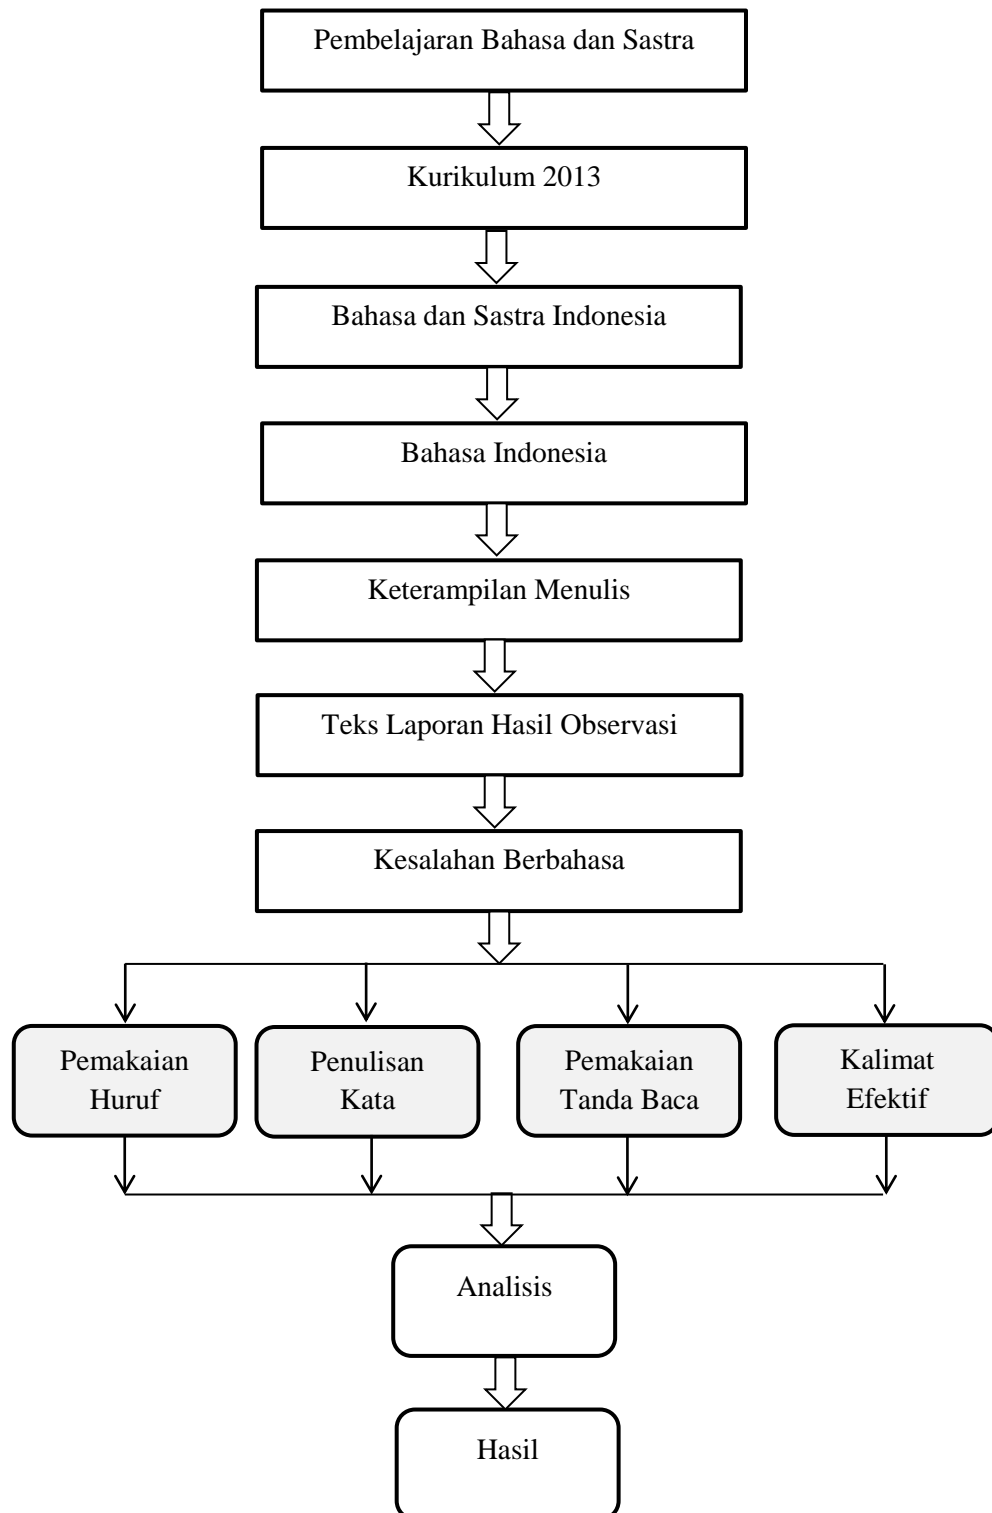 Pembelajaran Bahasa dan Sastra
Kurikulum 2013
Bahasa dan Sastra Indonesia
Bahasa Indonesia
Keterampilan Menulis
Teks Laporan Hasil Observasi
Kesalahan Berbahasa
Pemakaian
Huruf
Penulisan
Kata
Pemakaian
Tanda Baca
Kalimat
Efektif
Analisis
Hasil